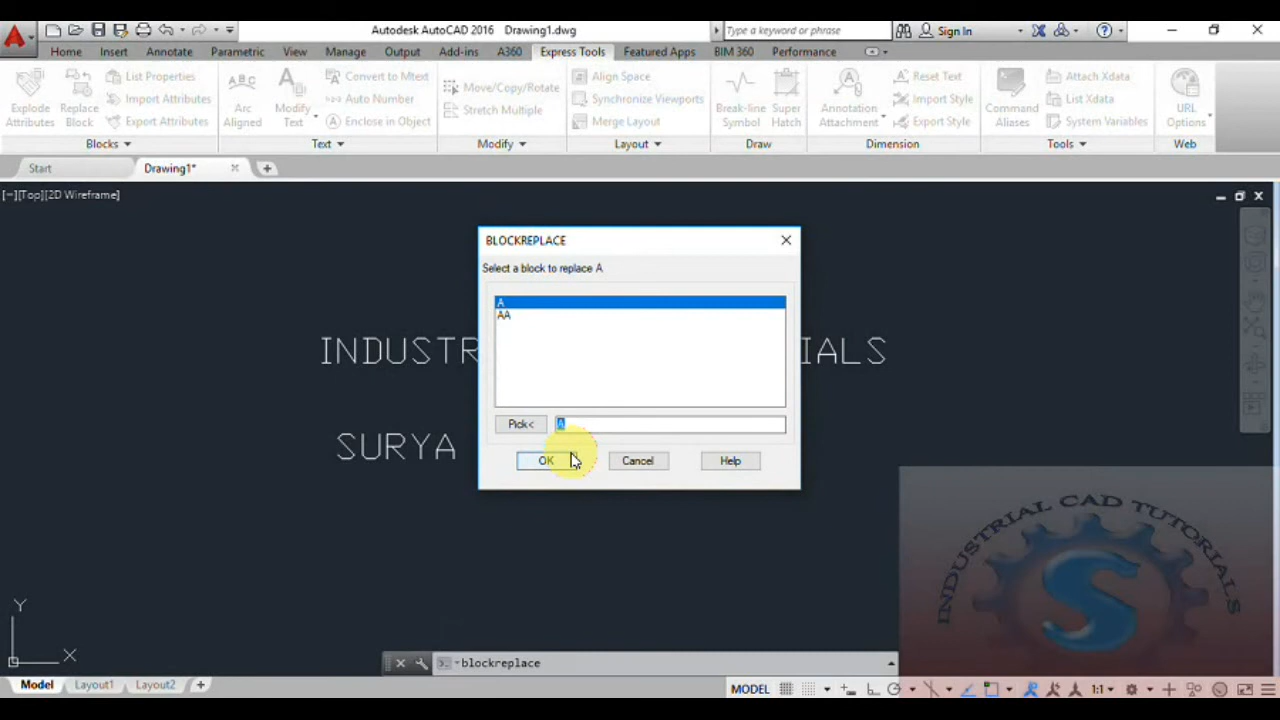 Autodesk AutoCAD 2016 Drawing1.dwg
Type a keyword or phrase
Sign In
Home Insert Annotate Parametric View Manage Output Add-ins A360 Express Tools Featured Apps BIM 360 Performance
Explode Attributes
Replace Block
List Properties
Import Attributes
Export Attributes
Arc Aligned
Modify Text
Convert to Mtext
Auto Number
Enclose in Object
Move/Copy/Rotate
Stretch Multiple
Align Space
Synchronize Viewports
Merge Layout
Break-line Symbol
Super Hatch
Annotation Attachment
Reset Text
Import Style
Export Style
Command Aliases
Attach Xdata
List Xdata
System Variables
URL Options
Blocks Text Modify Layout Draw Dimension Tools Web
Start Drawing1*
[−][Top][2D Wireframe]
BLOCKREPLACE
Select a block to replace A
A
AA
Pick< A
OK Cancel Help
INDUSTR IALS
SURYA
INDUSTRIAL CAD TUTORIALS
S
Y
X
blockreplace
Model Layout1 Layout2
MODEL 1:1